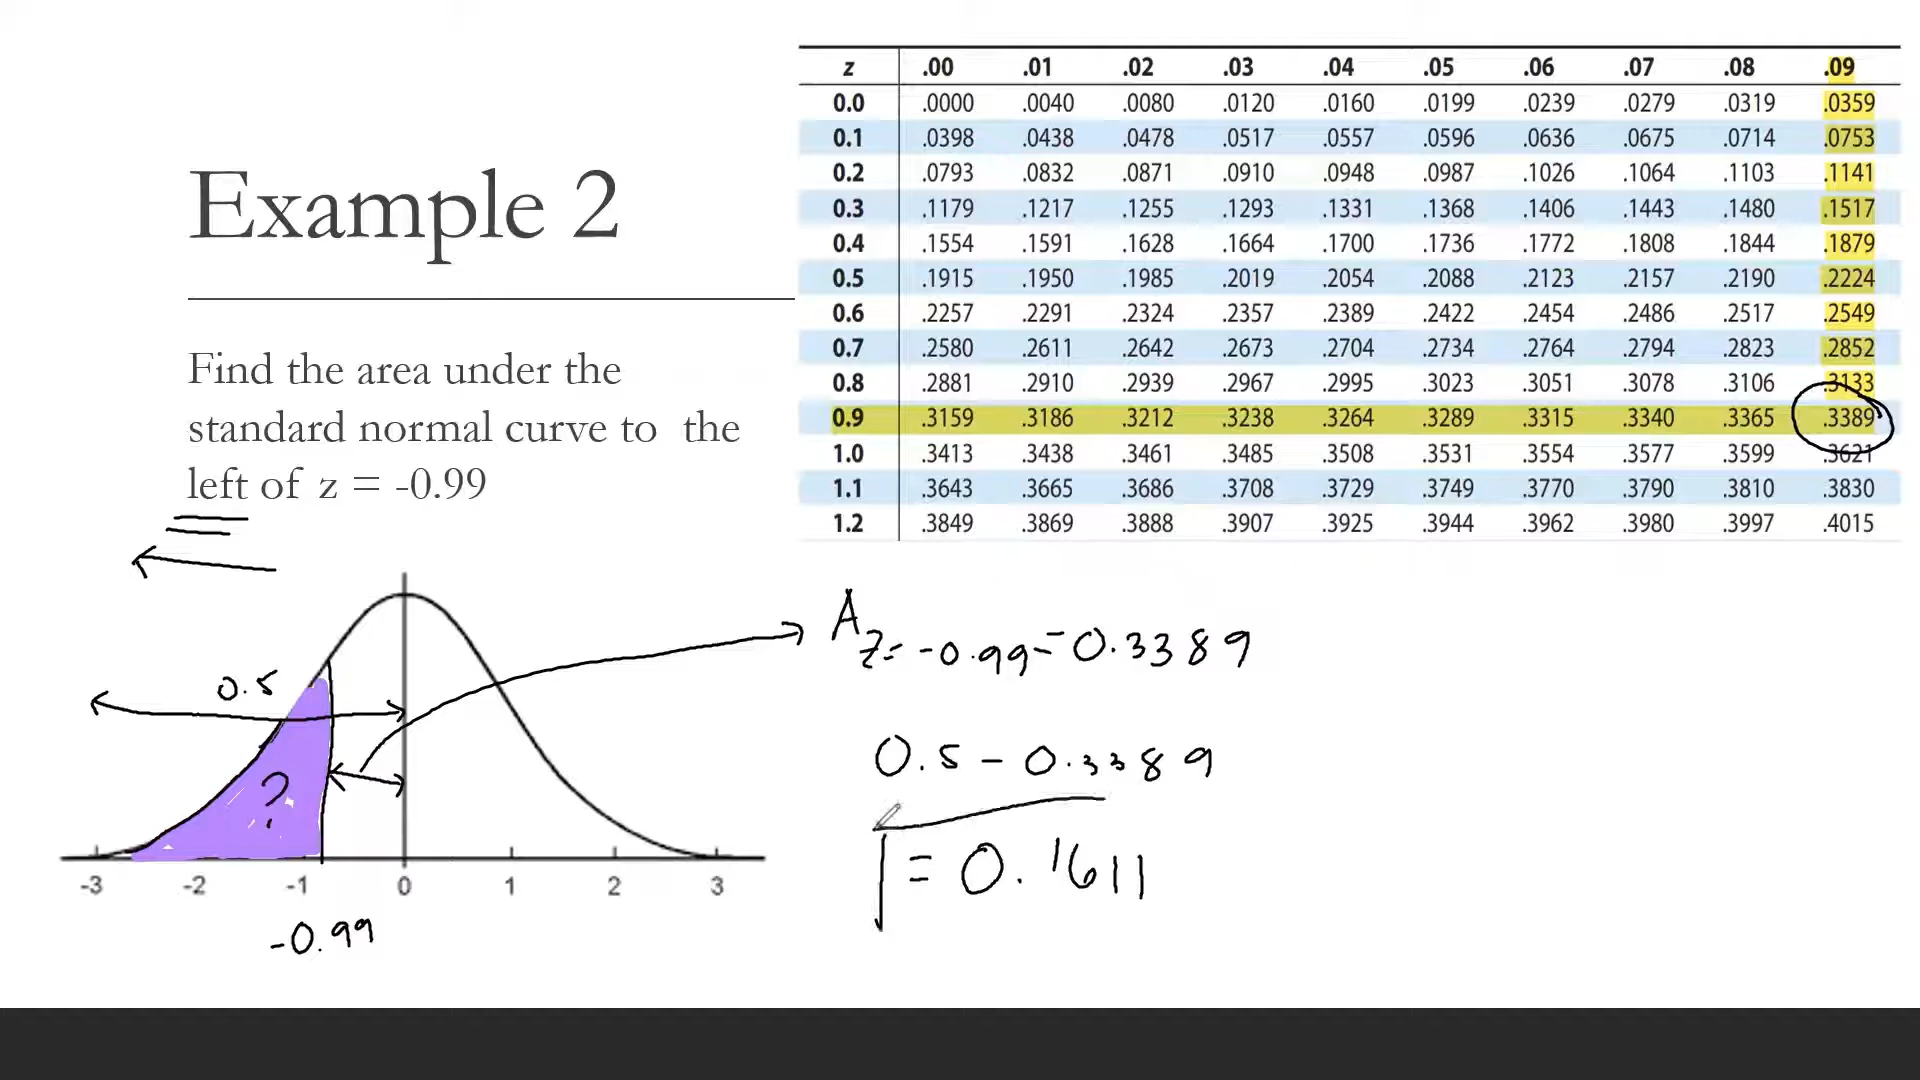 Example 2
Find the area under the
standard normal curve to the
left of z = -0.99
z .00 .01 .02 .03 .04 .05 .06 .07 .08 .09
0.0 .0000 .0040 .0080 .0120 .0160 .0199 .0239 .0279 .0319 .0359
0.1 .0398 .0438 .0478 .0517 .0557 .0596 .0636 .0675 .0714 .0753
0.2 .0793 .0832 .0871 .0910 .0948 .0987 .1026 .1064 .1103 .1141
0.3 .1179 .1217 .1255 .1293 .1331 .1368 .1406 .1443 .1480 .1517
0.4 .1554 .1591 .1628 .1664 .1700 .1736 .1772 .1808 .1844 .1879
0.5 .1915 .1950 .1985 .2019 .2054 .2088 .2123 .2157 .2190 .2224
0.6 .2257 .2291 .2324 .2357 .2389 .2422 .2454 .2486 .2517 .2549
0.7 .2580 .2611 .2642 .2673 .2704 .2734 .2764 .2794 .2823 .2852
0.8 .2881 .2910 .2939 .2967 .2995 .3023 .3051 .3078 .3106 .3133
0.9 .3159 .3186 .3212 .3238 .3264 .3289 .3315 .3340 .3365 .3389
1.0 .3413 .3438 .3461 .3485 .3508 .3531 .3554 .3577 .3599 .3621
1.1 .3643 .3665 .3686 .3708 .3729 .3749 .3770 .3790 .3810 .3830
1.2 .3849 .3869 .3888 .3907 .3925 .3944 .3962 .3980 .3997 .4015
0.5
?
-3 -2 -1 0 1 2 3
-0.99
A z= -0.99 = 0.3389
0.5 - 0.3389
= 0.1611